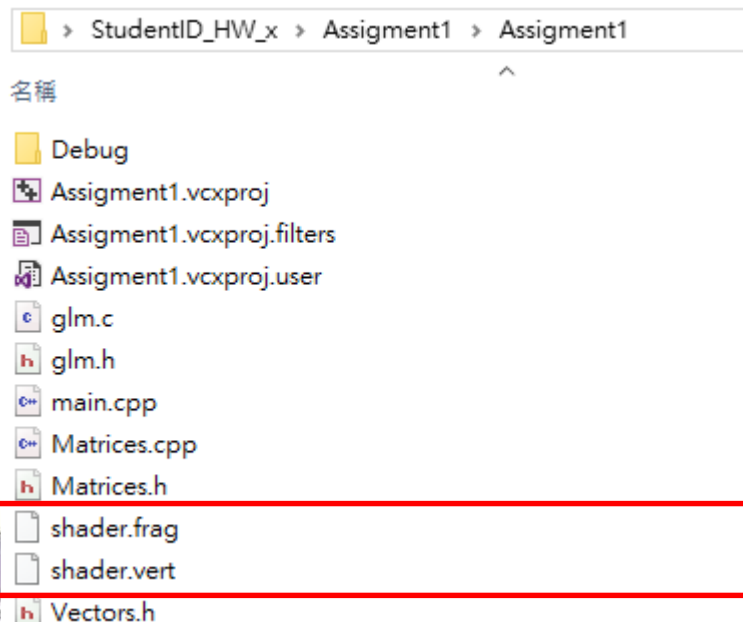 StudentID_HW_x > Assigment1 > Assigment1
名稱
Debug
Assigment1.vcxproj
Assigment1.vcxproj.filters
Assigment1.vcxproj.user
glm.c
glm.h
main.cpp
Matrices.cpp
Matrices.h
shader.frag
shader.vert
Vectors.h